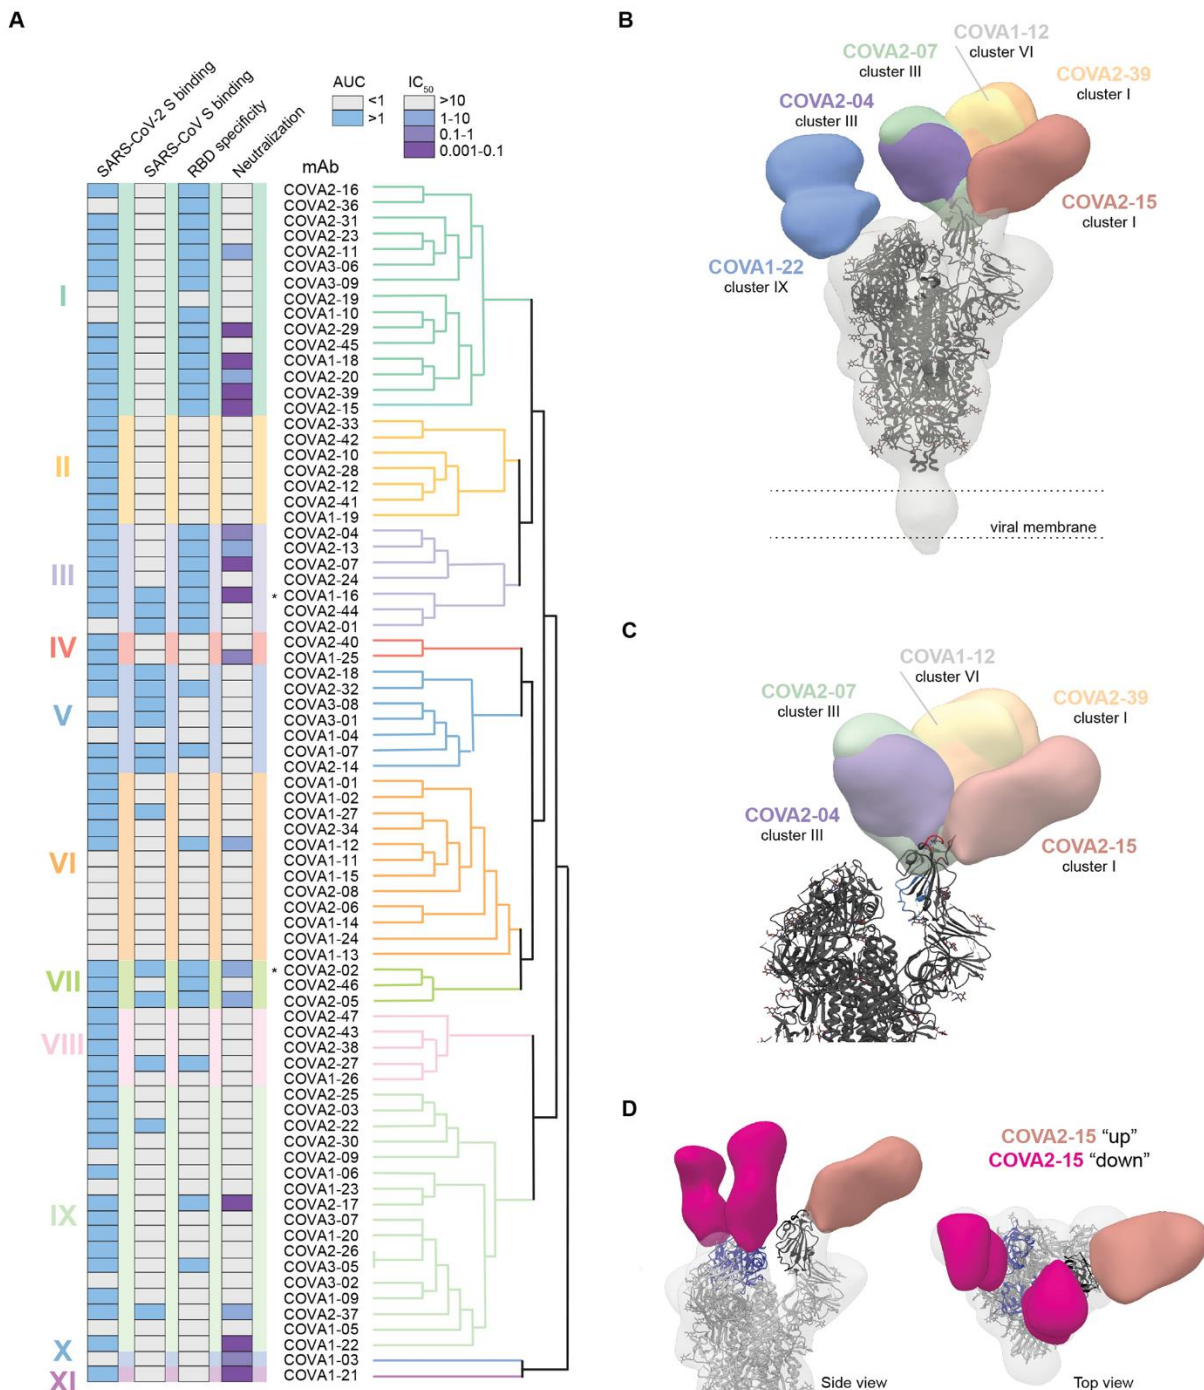 A
SARS-CoV-2 S binding
SARS-CoV S binding
RBD specificity
Neutralization
AUC
<1
>1
IC50
>10
1-10
0.1-1
0.001-0.1
mAb
I
II
III
IV
V
VI
VII
VIII
IX
X
XI
COVA2-16
COVA2-36
COVA2-31
COVA2-23
COVA2-11
COVA3-06
COVA3-09
COVA2-19
COVA1-10
COVA2-29
COVA2-45
COVA1-18
COVA2-20
COVA2-39
COVA2-15
COVA2-33
COVA2-42
COVA2-10
COVA2-28
COVA2-12
COVA2-41
COVA1-19
COVA2-04
COVA2-13
COVA2-07
COVA2-24
* COVA1-16
COVA2-44
COVA2-01
COVA2-40
COVA1-25
COVA2-18
COVA2-32
COVA3-08
COVA3-01
COVA1-04
COVA1-07
COVA2-14
COVA1-01
COVA1-02
COVA1-27
COVA2-34
COVA1-12
COVA1-11
COVA1-15
COVA2-08
COVA2-06
COVA1-14
COVA1-24
COVA1-13
* COVA2-02
COVA2-46
COVA2-05
COVA2-47
COVA2-43
COVA2-38
COVA2-27
COVA1-26
COVA2-25
COVA2-03
COVA2-22
COVA2-30
COVA2-09
COVA1-06
COVA1-23
COVA2-17
COVA3-07
COVA1-20
COVA2-26
COVA3-05
COVA3-02
COVA1-09
COVA2-37
COVA1-05
COVA1-22
COVA1-03
COVA1-21
B
COVA1-12
cluster VI
COVA2-07
cluster III
COVA2-39
cluster I
COVA2-04
cluster III
COVA2-15
cluster I
COVA1-22
cluster IX
viral membrane
C
COVA1-12
cluster VI
COVA2-07
cluster III
COVA2-39
cluster I
COVA2-04
cluster III
COVA2-15
cluster I
D
COVA2-15 “up”
COVA2-15 “down”
Side view
Top view